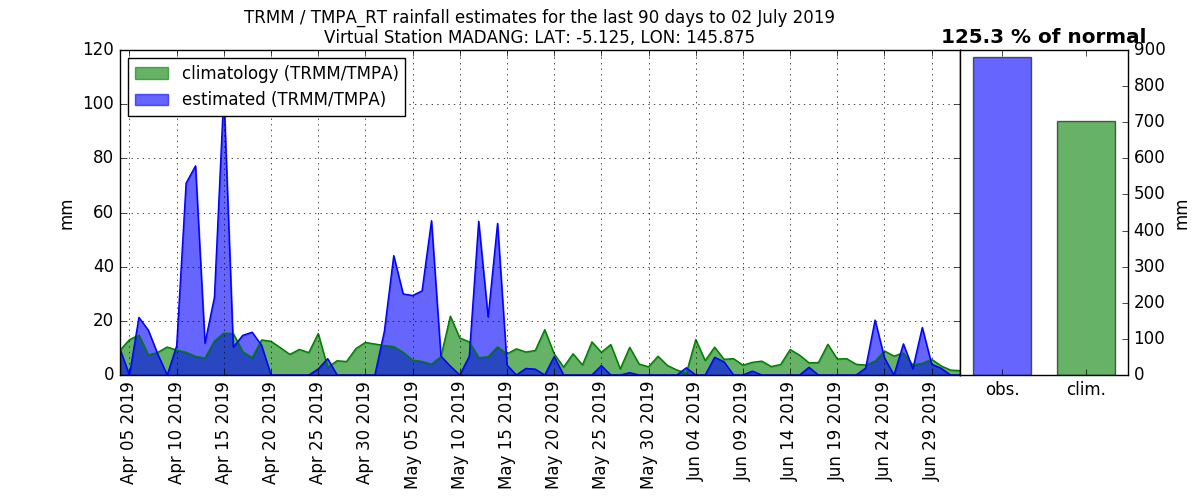 TRMM / TMPA_RT rainfall estimates for the last 90 days to 02 July 2019
Virtual Station MADANG: LAT: -5.125, LON: 145.875
125.3 % of normal
climatology (TRMM/TMPA)
estimated (TRMM/TMPA)
mm
120
100
80
60
40
20
0
Apr 05 2019
Apr 10 2019
Apr 15 2019
Apr 20 2019
Apr 25 2019
Apr 30 2019
May 05 2019
May 10 2019
May 15 2019
May 20 2019
May 25 2019
May 30 2019
Jun 04 2019
Jun 09 2019
Jun 14 2019
Jun 19 2019
Jun 24 2019
Jun 29 2019
obs.
clim.
900
800
700
600
500
400
300
200
100
0
mm